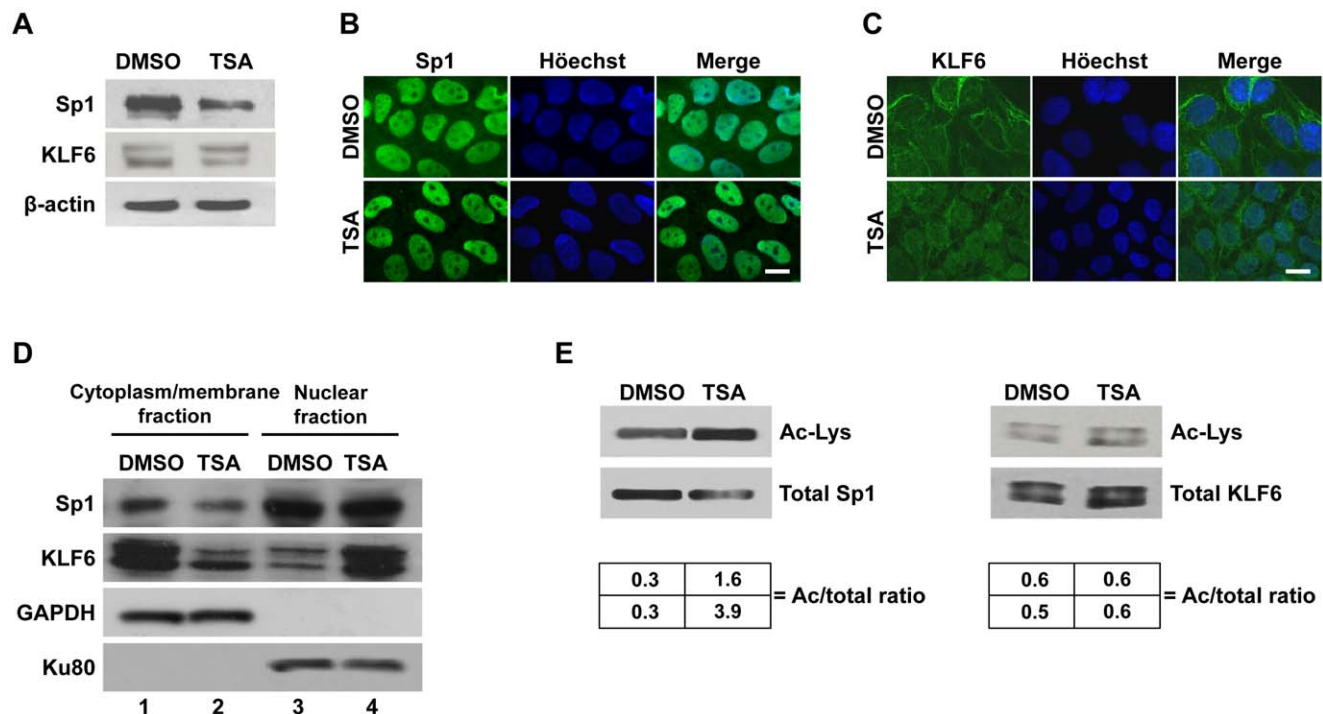 A
DMSO TSA
Sp1
KLF6
β-actin
B
Sp1 Höechst Merge
DMSO
TSA
C
KLF6 Höechst Merge
DMSO
TSA
D
Cytoplasm/membrane Nuclear
fraction fraction
DMSO TSA DMSO TSA
Sp1
KLF6
GAPDH
Ku80
1 2 3 4
E
DMSO TSA
Ac-Lys
Total Sp1
0.3 1.6
0.3 3.9
= Ac/total ratio
DMSO TSA
Ac-Lys
Total KLF6
0.6 0.6
0.5 0.6
= Ac/total ratio